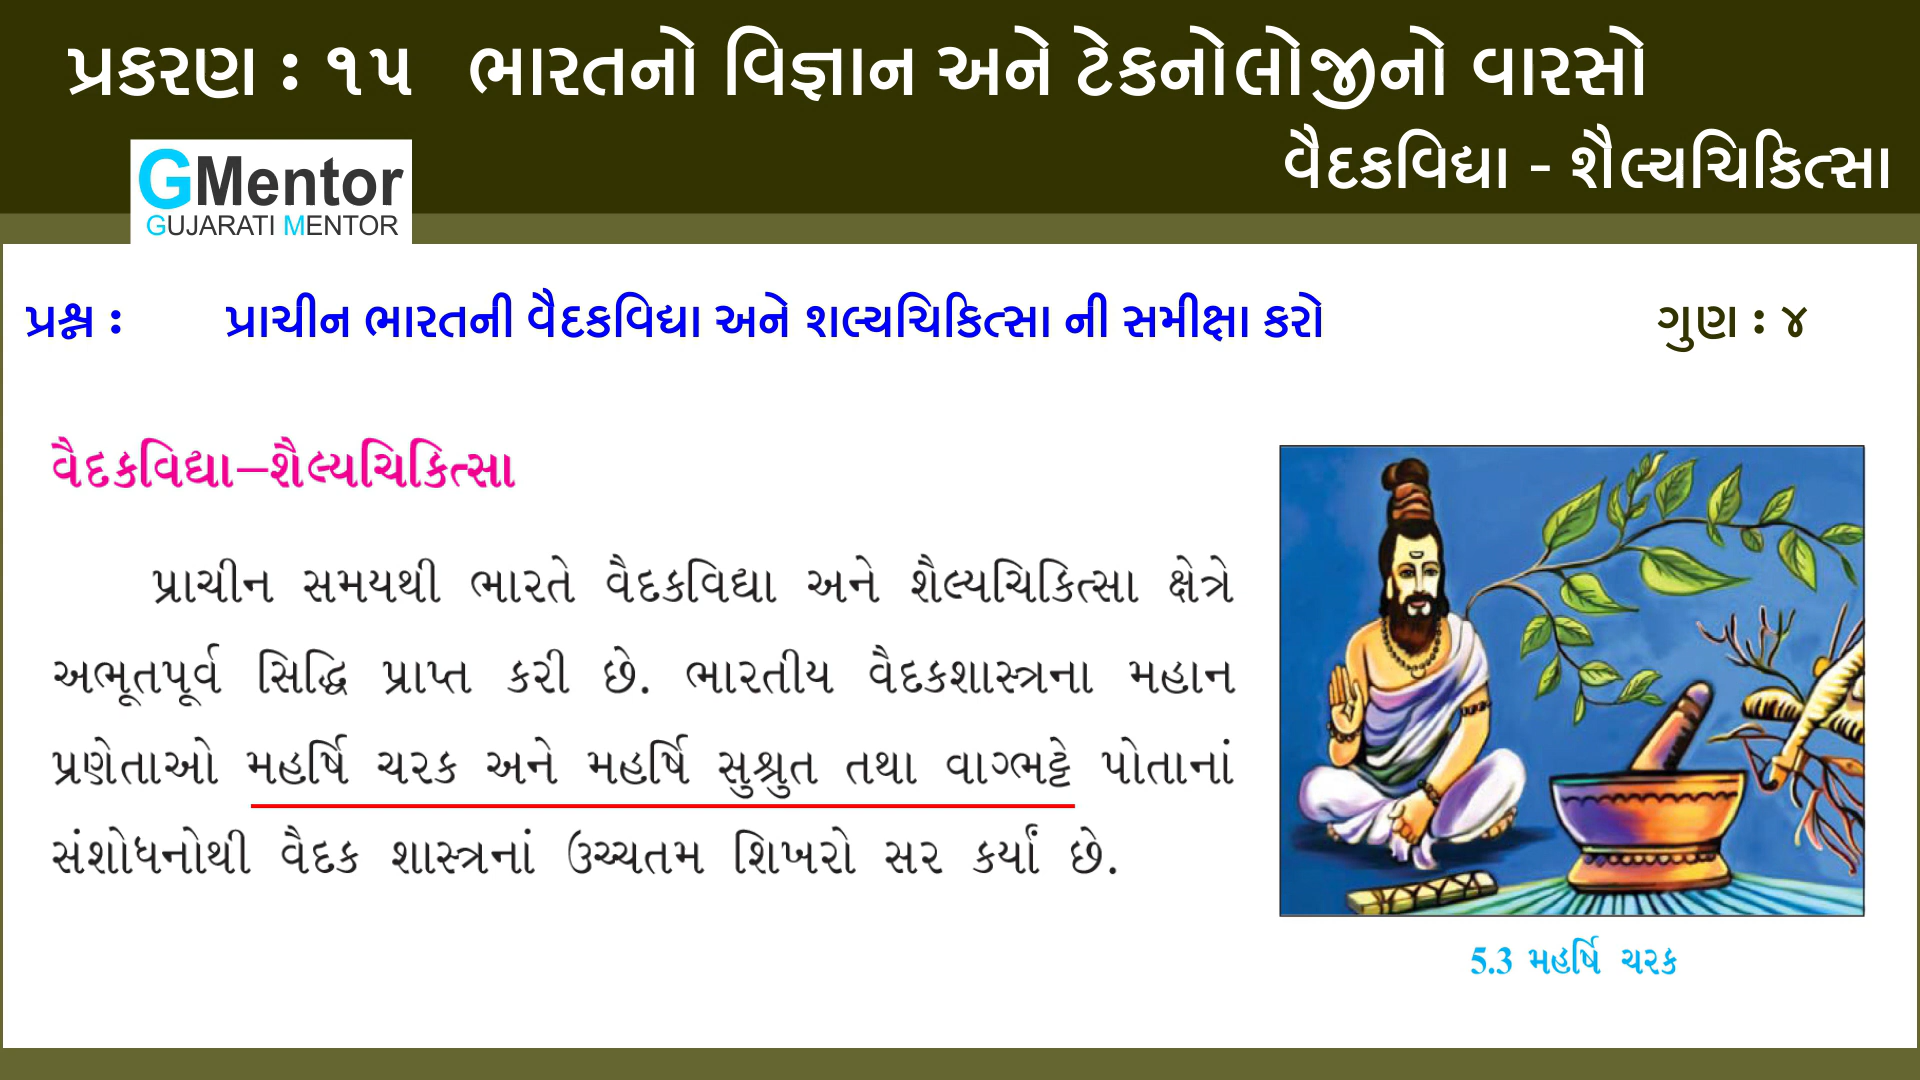 પ્રકરણ : ૧૫ ભારતનો વિજ્ઞાન અને ટેકનોલોજીનો વારસો
વૈદકવિદ્યા - શૈલ્યચિકિત્સા
GMentor
GUJARATI MENTOR
પ્રશ્ન : પ્રાચીન ભારતની વૈદકવિદ્યા અને શલ્યચિકિત્સા ની સમીક્ષા કરો ગુણ : ૪
વૈદકવિદ્યા–શૈલ્યચિકિત્સા
પ્રાચીન સમયથી ભારતે વૈદકવિદ્યા અને શૈલ્યચિકિત્સા ક્ષેત્રે
અભૂતપૂર્વ સિદ્ધિ પ્રાપ્ત કરી છે. ભારતીય વૈદકશાસ્ત્રના મહાન
પ્રણેતાઓ મહર્ષિ ચરક અને મહર્ષિ સુશ્રુત તથા વાગ્ભટ્ટે પોતાનાં
સંશોધનોથી વૈદક શાસ્ત્રનાં ઉચ્ચતમ શિખરો સર કર્યાં છે.
5.3 મહર્ષિ ચરક